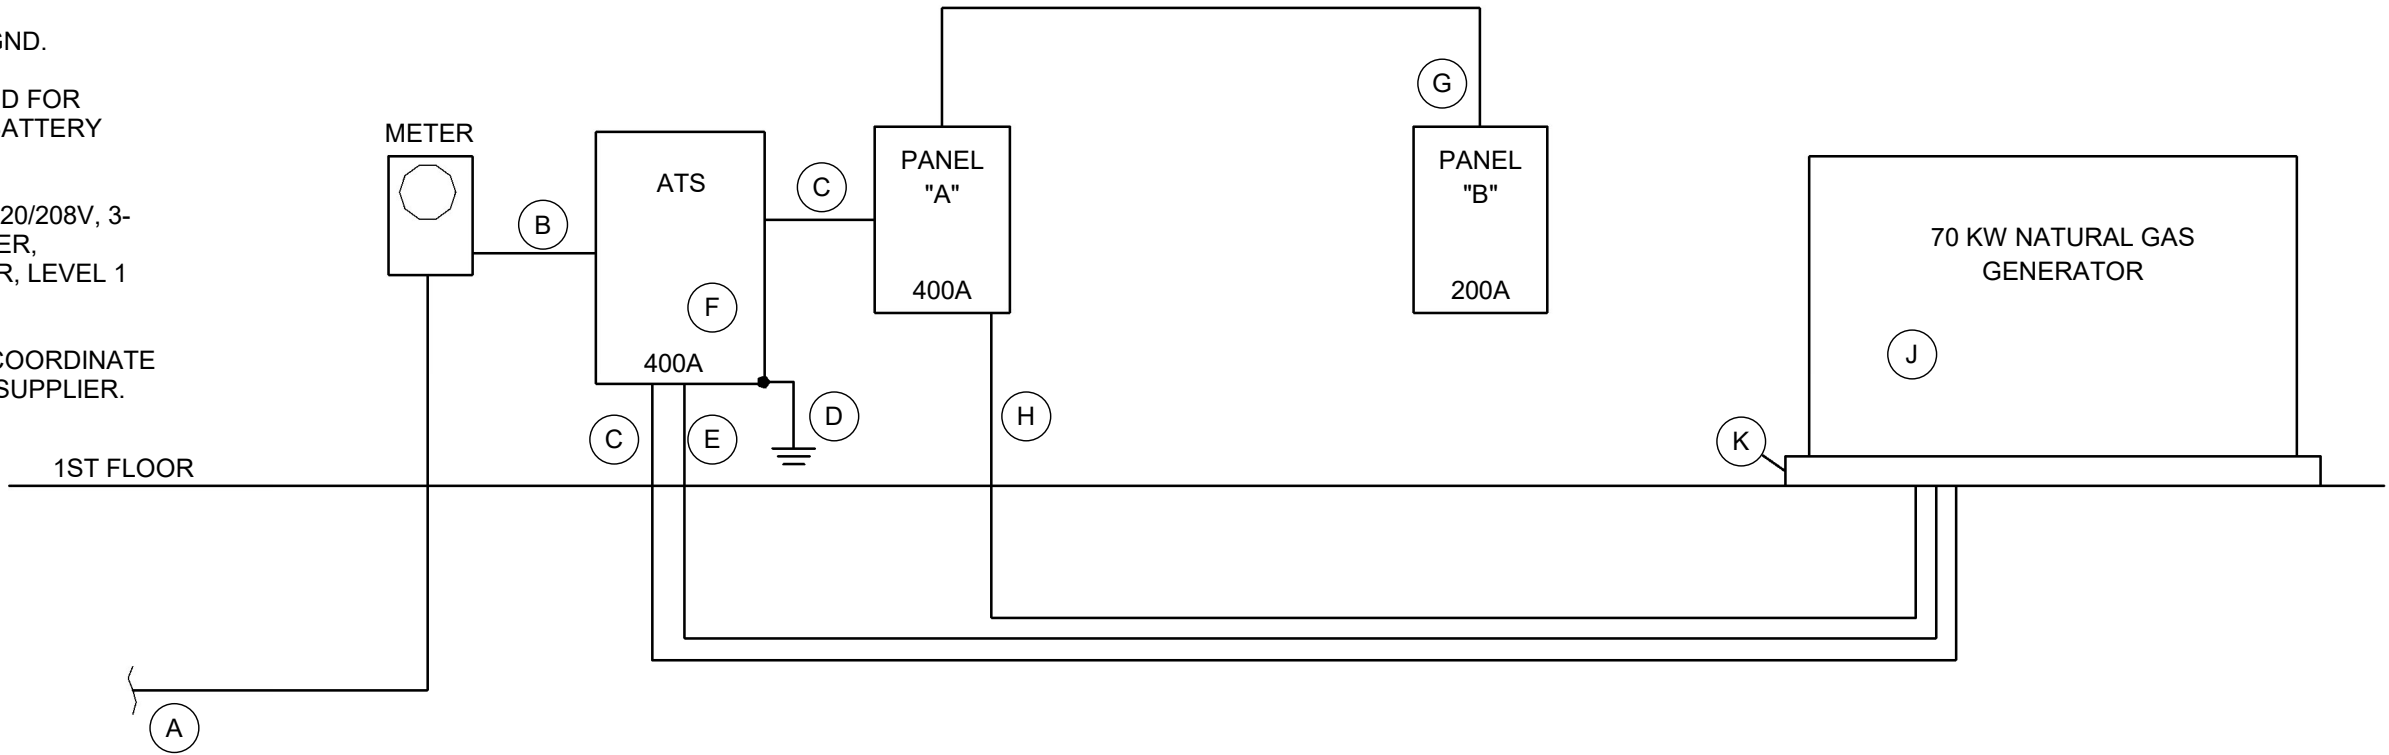 GND.
D FOR
ATTERY
20/208V, 3-
ER,
R, LEVEL 1
COORDINATE
SUPPLIER.
1ST FLOOR
METER
A
B
ATS
F
400A
C
C
E
D
PANEL
"A"
400A
H
G
PANEL
"B"
200A
70 KW NATURAL GAS
GENERATOR
J
K